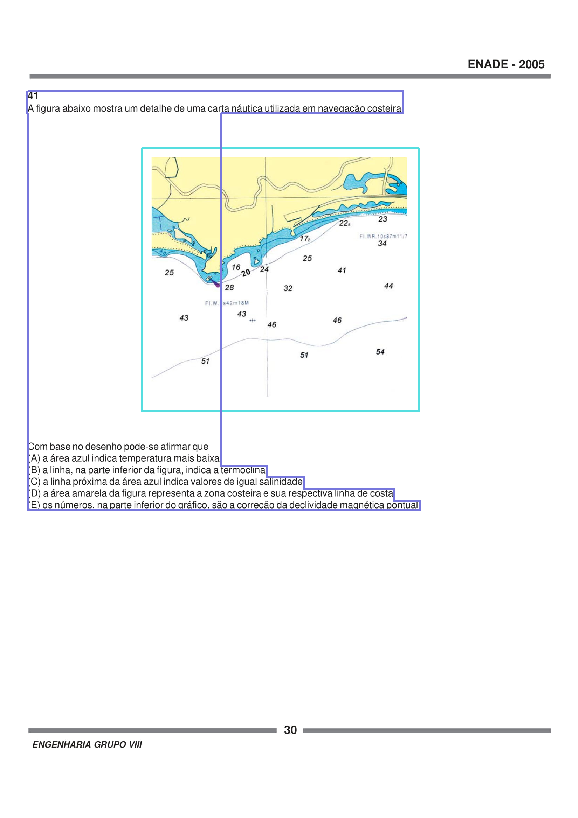 ENADE - 2005
41
A figura abaixo mostra um detalhe de uma carta náutica utilizada em navegação costeira.
23
22
17
34
25
16
20
24
25
41
28
32
44
43
43
46
46
51
51
54
Com base no desenho pode-se afirmar que
(A) a área azul indica temperatura mais baixa.
(B) a linha, na parte inferior da figura, indica a termoclina.
(C) a linha próxima da área azul indica valores de igual salinidade.
(D) a área amarela da figura representa a zona costeira e sua respectiva linha de costa.
(E) os números, na parte inferior do gráfico, são a correção da declividade magnética pontual.
30
ENGENHARIA GRUPO VIII